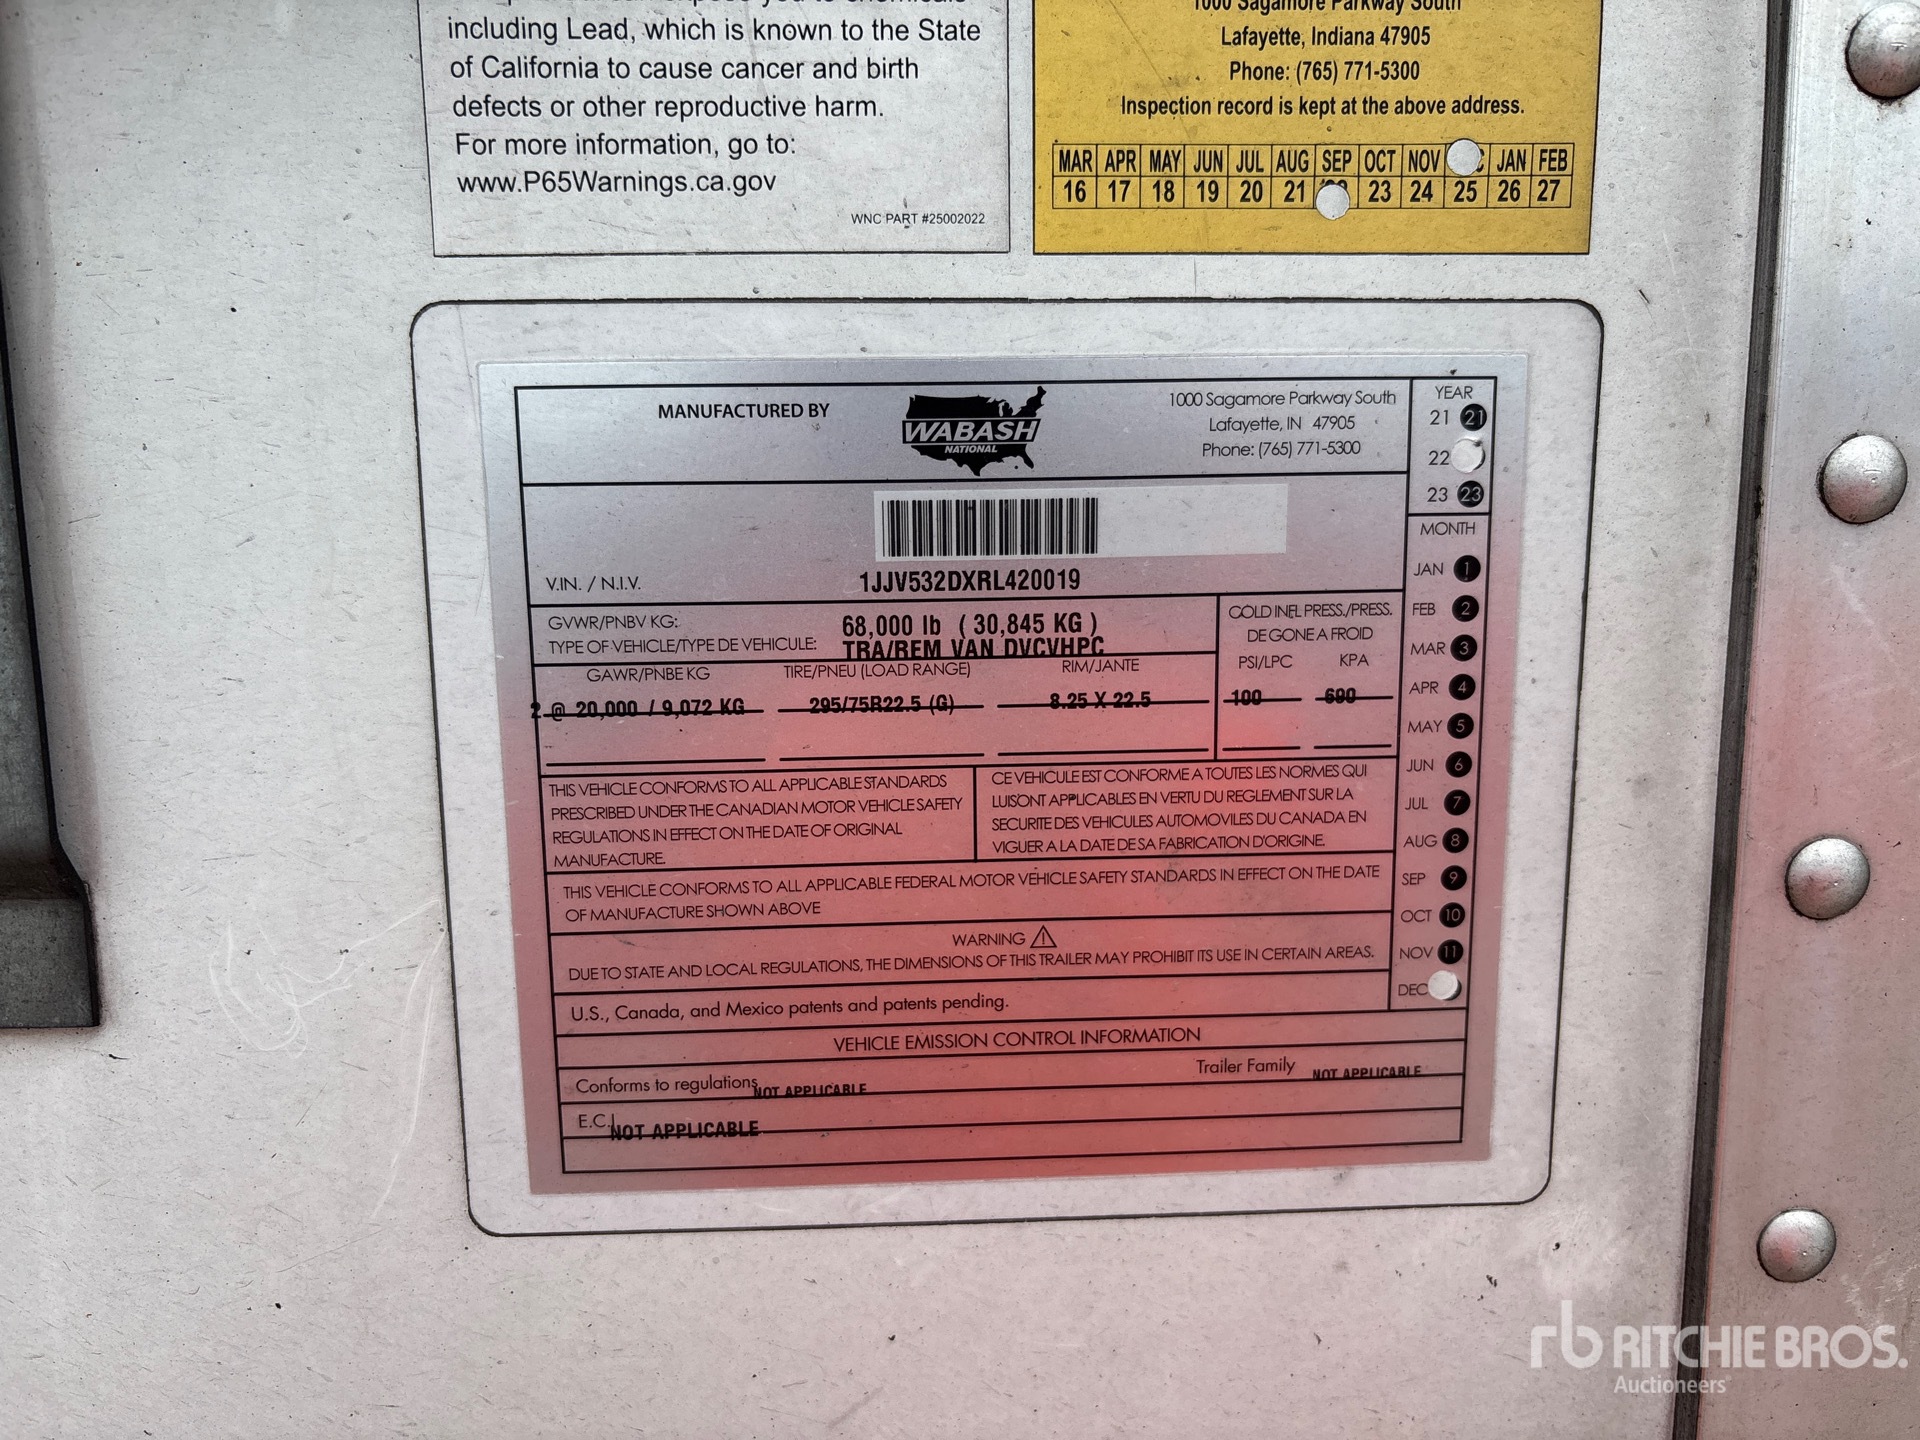 including Lead, which is known to the State
of California to cause cancer and birth
defects or other reproductive harm.
For more information, go to:
www.P65Warnings.ca.gov
WNC PART #25002022
1000 Sagamore Parkway South
Lafayette, Indiana 47905
Phone: (765) 771-5300
Inspection record is kept at the above address.
MAR APR MAY JUN JUL AUG SEP OCT NOV JAN FEB
16 17 18 19 20 21 23 24 25 26 27
MANUFACTURED BY
WABASH
NATIONAL
1000 Sagamore Parkway South
Lafayette, IN 47905
Phone: (765) 771-5300
YEAR
21 21
22
23 23
V.IN. / N.I.V.
1JJV532DXRL420019
GVWR/PNBV KG: 68,000 lb ( 30,845 KG )
TYPE OF VEHICLE/TYPE DE VEHICULE: TRA/REM VAN DVCVHPC
COLD INFL PRESS./PRESS.
DE GONE A FROID
GAWR/PNBE KG TIRE/PNEU (LOAD RANGE) RIM/JANTE PSI/LPC KPA
2 @ 20,000 / 9,072 KG 295/75R22.5 (G) 8.25 X 22.5 100 690
THIS VEHICLE CONFORMS TO ALL APPLICABLE STANDARDS
PRESCRIBED UNDER THE CANADIAN MOTOR VEHICLE SAFETY
REGULATIONS IN EFFECT ON THE DATE OF ORIGINAL
MANUFACTURE.
CE VEHICULE EST CONFORME A TOUTES LES NORMES QUI
LUISONT APPLICABLES EN VERTU DU REGLEMENT SUR LA
SECURITE DES VEHICULES AUTOMOVILES DU CANADA EN
VIGUER A LA DATE DE SA FABRICATION D'ORIGINE.
THIS VEHICLE CONFORMS TO ALL APPLICABLE FEDERAL MOTOR VEHICLE SAFETY STANDARDS IN EFFECT ON THE DATE
OF MANUFACTURE SHOWN ABOVE
WARNING
DUE TO STATE AND LOCAL REGULATIONS, THE DIMENSIONS OF THIS TRAILER MAY PROHIBIT ITS USE IN CERTAIN AREAS.
U.S., Canada, and Mexico patents and patents pending.
VEHICLE EMISSION CONTROL INFORMATION
Conforms to regulations NOT APPLICABLE Trailer Family NOT APPLICABLE
E.C. NOT APPLICABLE
MONTH
JAN 1
FEB 2
MAR 3
APR 4
MAY 5
JUN 6
JUL 7
AUG 8
SEP 9
OCT 10
NOV 11
DEC
rb RITCHIE BROS.
Auctioneers